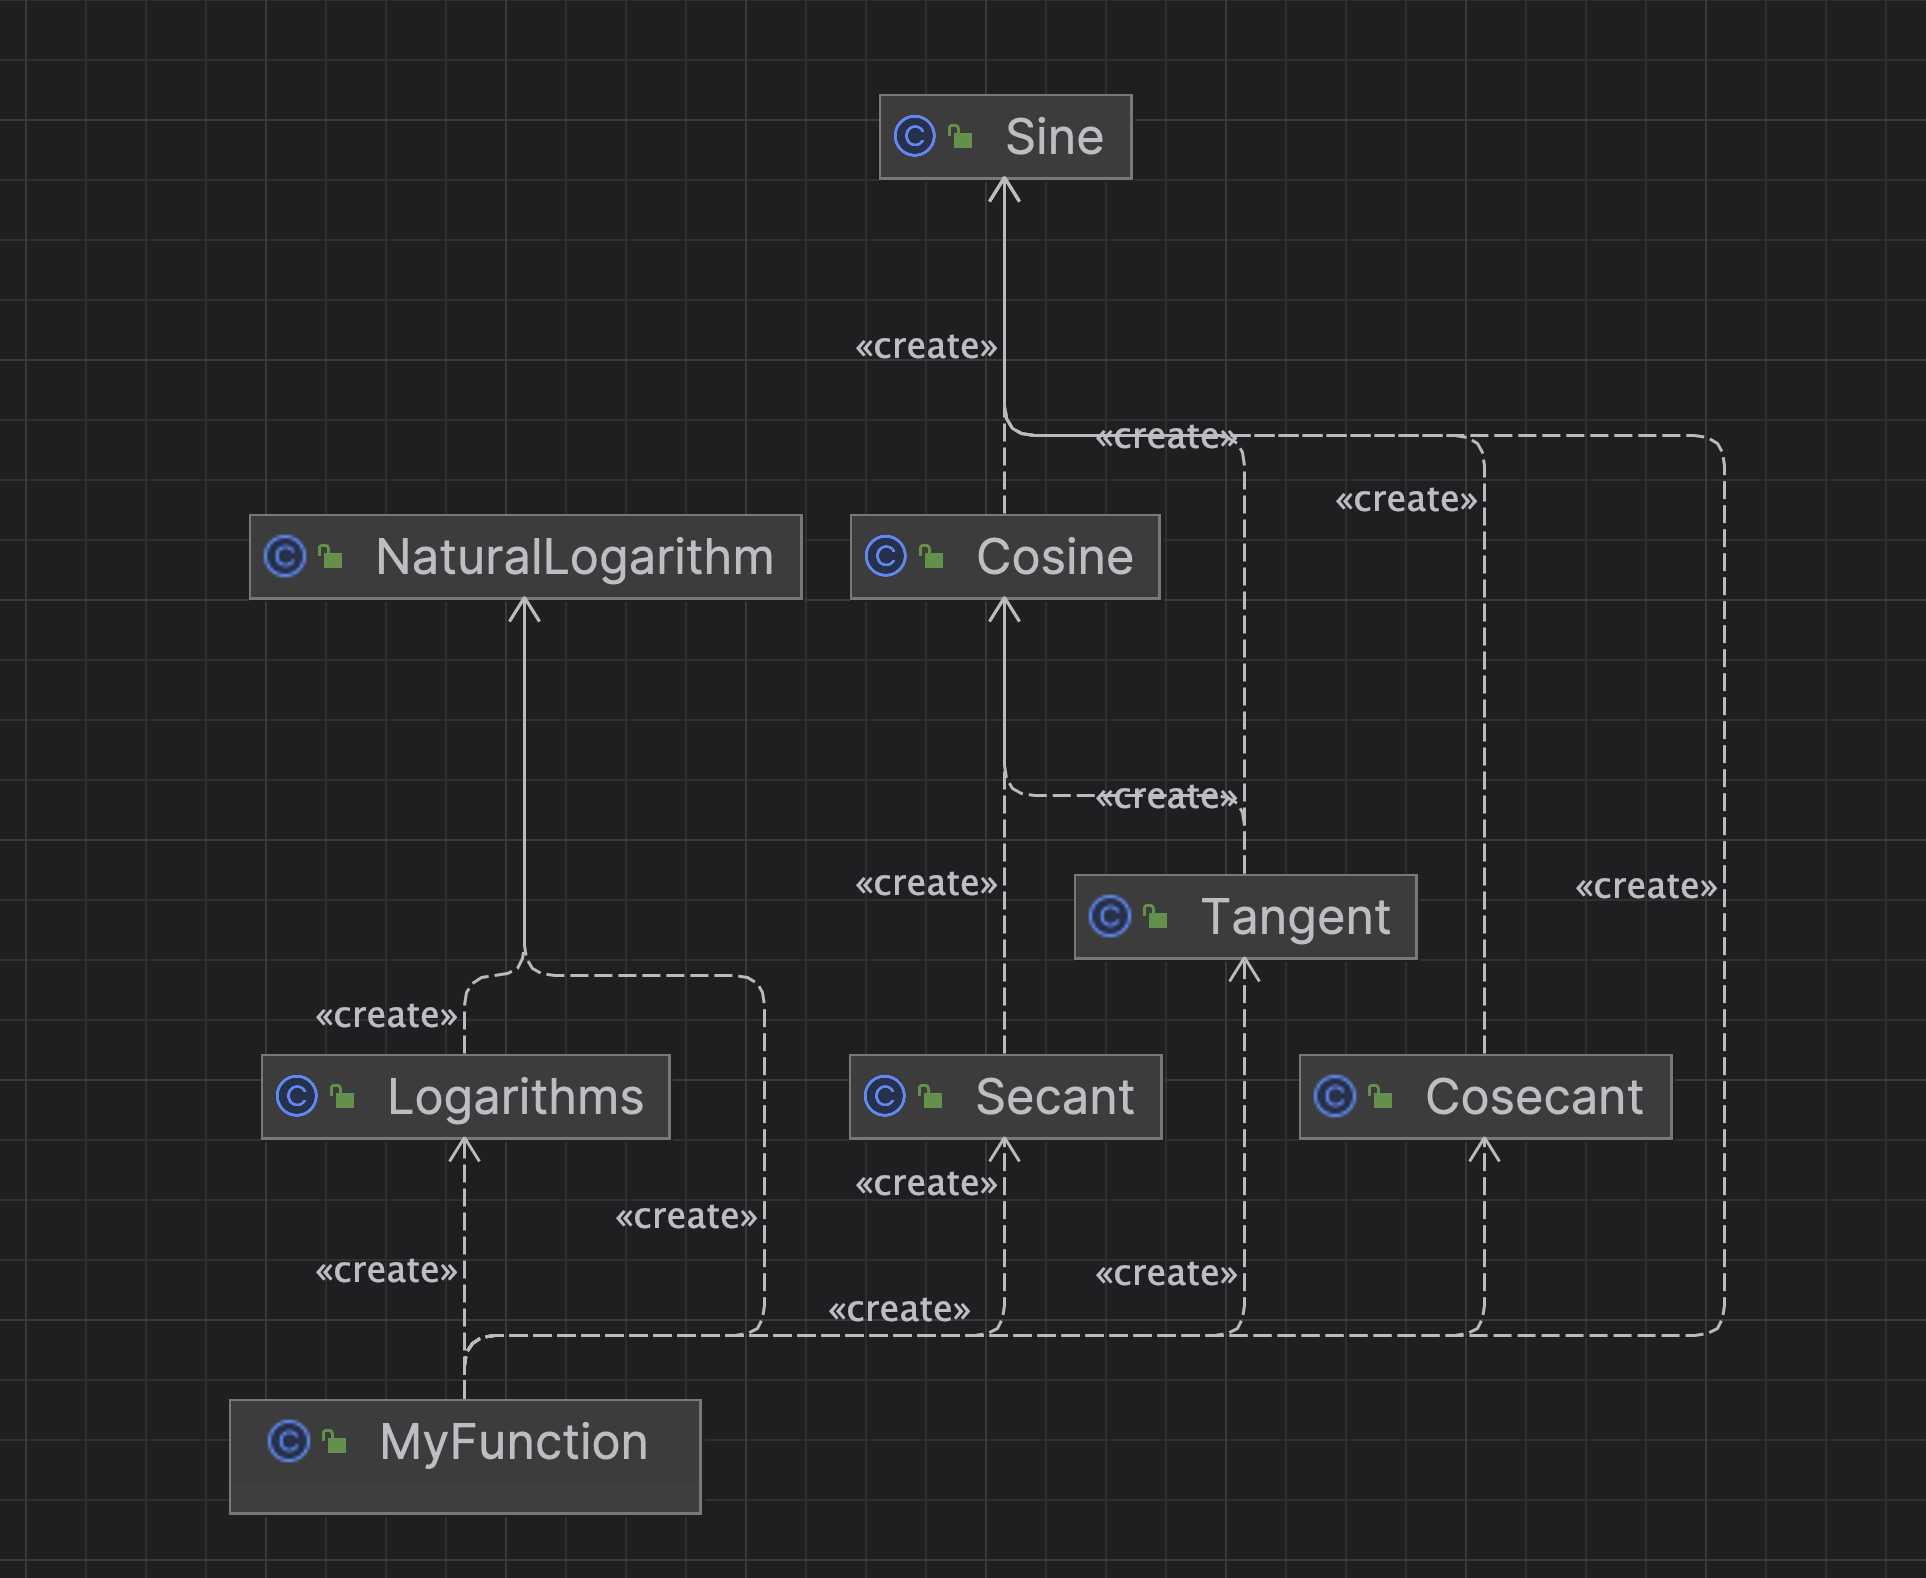 Sine
«create»
«create»
«create»
NaturalLogarithm
Cosine
«create»
«create»
«create»
Tangent
«create»
Logarithms
Secant
Cosecant
«create»
«create»
«create»
«create»
«create»
MyFunction